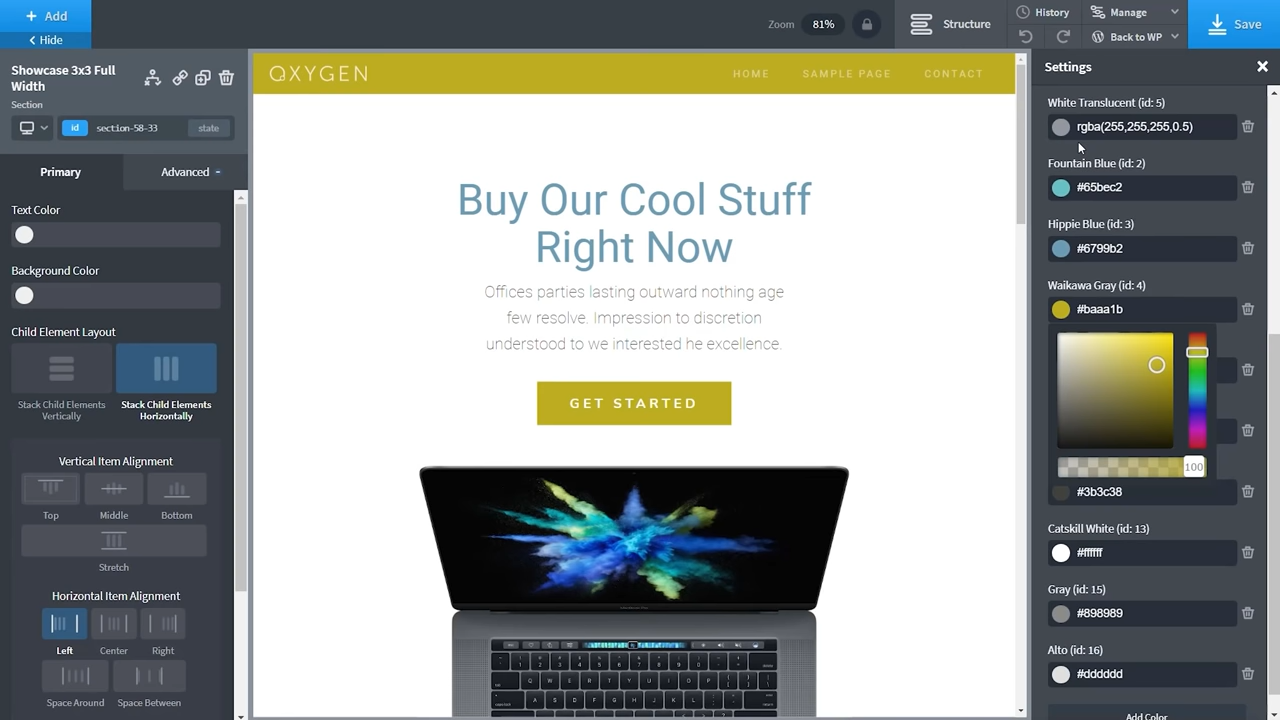 + Add
< Hide
Zoom 81%
Structure
History
Manage
Back to WP
Save
Showcase 3x3 Full
Width
Section
id section-58-33 state
Primary
Advanced
Text Color
Background Color
Child Element Layout
Stack Child Elements
Vertically
Stack Child Elements
Horizontally
Vertical Item Alignment
Top
Middle
Bottom
Stretch
Horizontal Item Alignment
Left
Center
Right
Space Around
Space Between
OXYGEN
HOME
SAMPLE PAGE
CONTACT
Buy Our Cool Stuff
Right Now
Offices parties lasting outward nothing age
few resolve. Impression to discretion
understood to we interested he excellence.
GET STARTED
Settings
White Translucent (id: 5)
rgba(255,255,255,0.5)
Fountain Blue (id: 2)
#65bec2
Hippie Blue (id: 3)
#6799b2
Waikawa Gray (id: 4)
#baaa1b
100
#3b3c38
Catskill White (id: 13)
#ffffff
Gray (id: 15)
#898989
Alto (id: 16)
#dddddd
Add Color